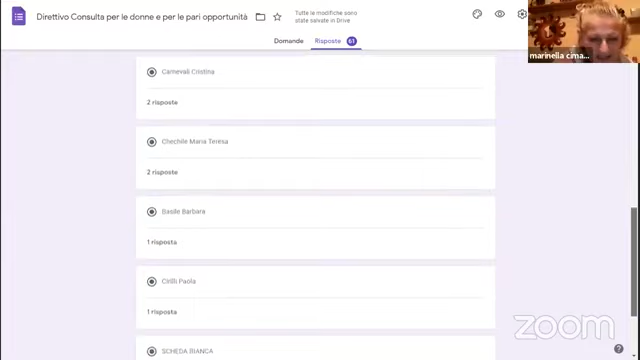 Direttivo Consulta per le donne e per le pari opportunità
Tutte le modifiche sono
state salvate in Drive
Domande
Risposte 61
marinella cima...
Carnevali Cristina
2 risposte
Chechile Maria Teresa
2 risposte
Basile Barbara
1 risposta
Cirilli Paola
1 risposta
SCHEDA BIANCA
zoom